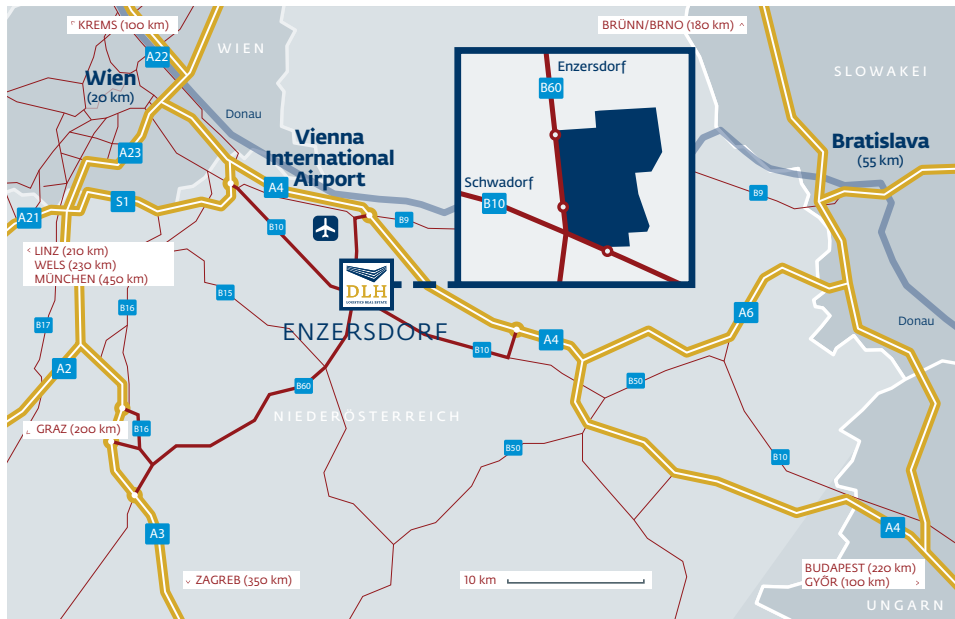 ⌜ KREMS (100 km)
BRÜNN/BRNO (180 km) ^
WIEN
A22
Wien
(20 km)
Donau
A23
Vienna
International
Airport
A4
S1
A21
B10
B9
‹ LINZ (210 km)
WELS (230 km)
MÜNCHEN (450 km)
B15
B16
B17
DLH
LOGISTICS REAL ESTATE
ENZERSDORF
Enzersdorf
B60
Schwadorf
B10
SLOWAKEI
Bratislava
(55 km)
B9
A6
Donau
A4
B10
A2
B60
B50
NIEDERÖSTERREICH
⌞ GRAZ (200 km)
B16
B50
B10
A3
A4
⌄ ZAGREB (350 km)
10 km
BUDAPEST (220 km)
GYŐR (100 km) ›
UNGARN